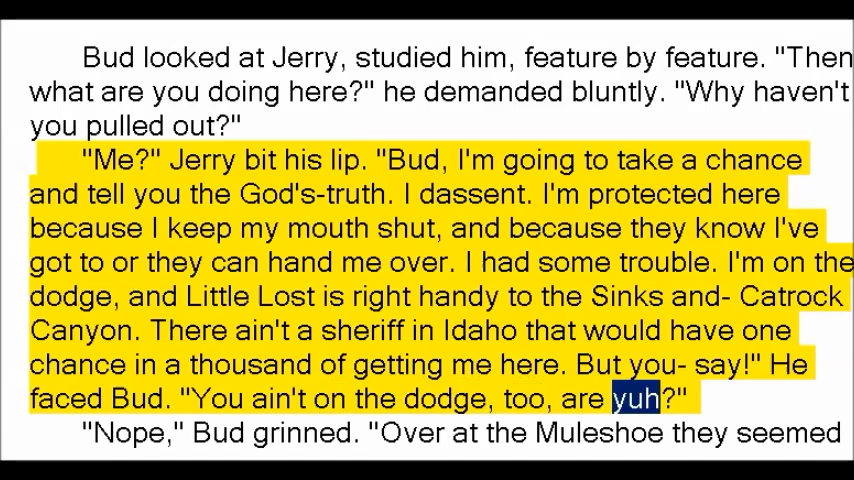 Bud looked at Jerry, studied him, feature by feature. "Then
what are you doing here?" he demanded bluntly. "Why haven't
you pulled out?"
"Me?" Jerry bit his lip. "Bud, I'm going to take a chance
and tell you the God's-truth. I dassent. I'm protected here
because I keep my mouth shut, and because they know I've
got to or they can hand me over. I had some trouble. I'm on the
dodge, and Little Lost is right handy to the Sinks and- Catrock
Canyon. There ain't a sheriff in Idaho that would have one
chance in a thousand of getting me here. But you- say!" He
faced Bud. "You ain't on the dodge, too, are yuh?"
"Nope," Bud grinned. "Over at the Muleshoe they seemed